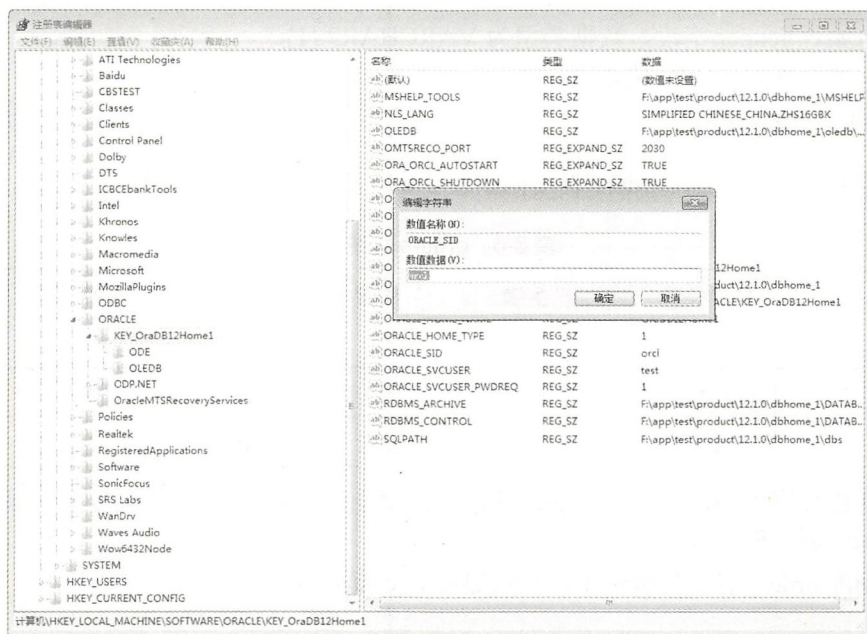 注册表编辑器
文件(F) 编辑(E) 查看(V) 收藏夹(A) 帮助(H)
ATI Technologies
Baidu
CBSTEST
Classes
Clients
Control Panel
Dolby
DTS
ICBCEbankTools
Intel
Khronos
Knowles
Macromedia
Microsoft
MozillaPlugins
ODBC
ORACLE
KEY_OraDB12Home1
ODE
OLEDB
ODP.NET
OracleMTSRecoveryServices
Policies
Realtek
RegisteredApplications
Software
SonicFocus
SRS Labs
WanDrv
Waves Audio
Wow6432Node
SYSTEM
HKEY_USERS
HKEY_CURRENT_CONFIG
名称 类型 数据
(默认) REG_SZ (数值未设置)
MSHELP_TOOLS REG_SZ F:\app\test\product\12.1.0\dbhome_1\MSHELP
NLS_LANG REG_SZ SIMPLIFIED CHINESE_CHINA.ZHS16GBK
OLEDB REG_SZ F:\app\test\product\12.1.0\dbhome_1\oledb\...
OMTSRECO_PORT REG_EXPAND_SZ 2030
ORA_ORCL_AUTOSTART REG_EXPAND_SZ TRUE
ORA_ORCL_SHUTDOWN REG_EXPAND_SZ TRUE
编辑字符串
数值名称(N):
ORACLE_SID
数值数据(V):
确定 取消
12Home1
duct\12.1.0\dbhome_1
ACLE\KEY_OraDB12Home1
ORACLE_HOME_TYPE REG_SZ 1
ORACLE_SID REG_SZ orcl
ORACLE_SVCUSER REG_SZ test
ORACLE_SVCUSER_PWDREQ REG_SZ 1
RDBMS_ARCHIVE REG_SZ F:\app\test\product\12.1.0\dbhome_1\DATAB...
RDBMS_CONTROL REG_SZ F:\app\test\product\12.1.0\dbhome_1\DATAB...
SQLPATH REG_SZ F:\app\test\product\12.1.0\dbhome_1\dbs
计算机\HKEY_LOCAL_MACHINE\SOFTWARE\ORACLE\KEY_OraDB12Home1